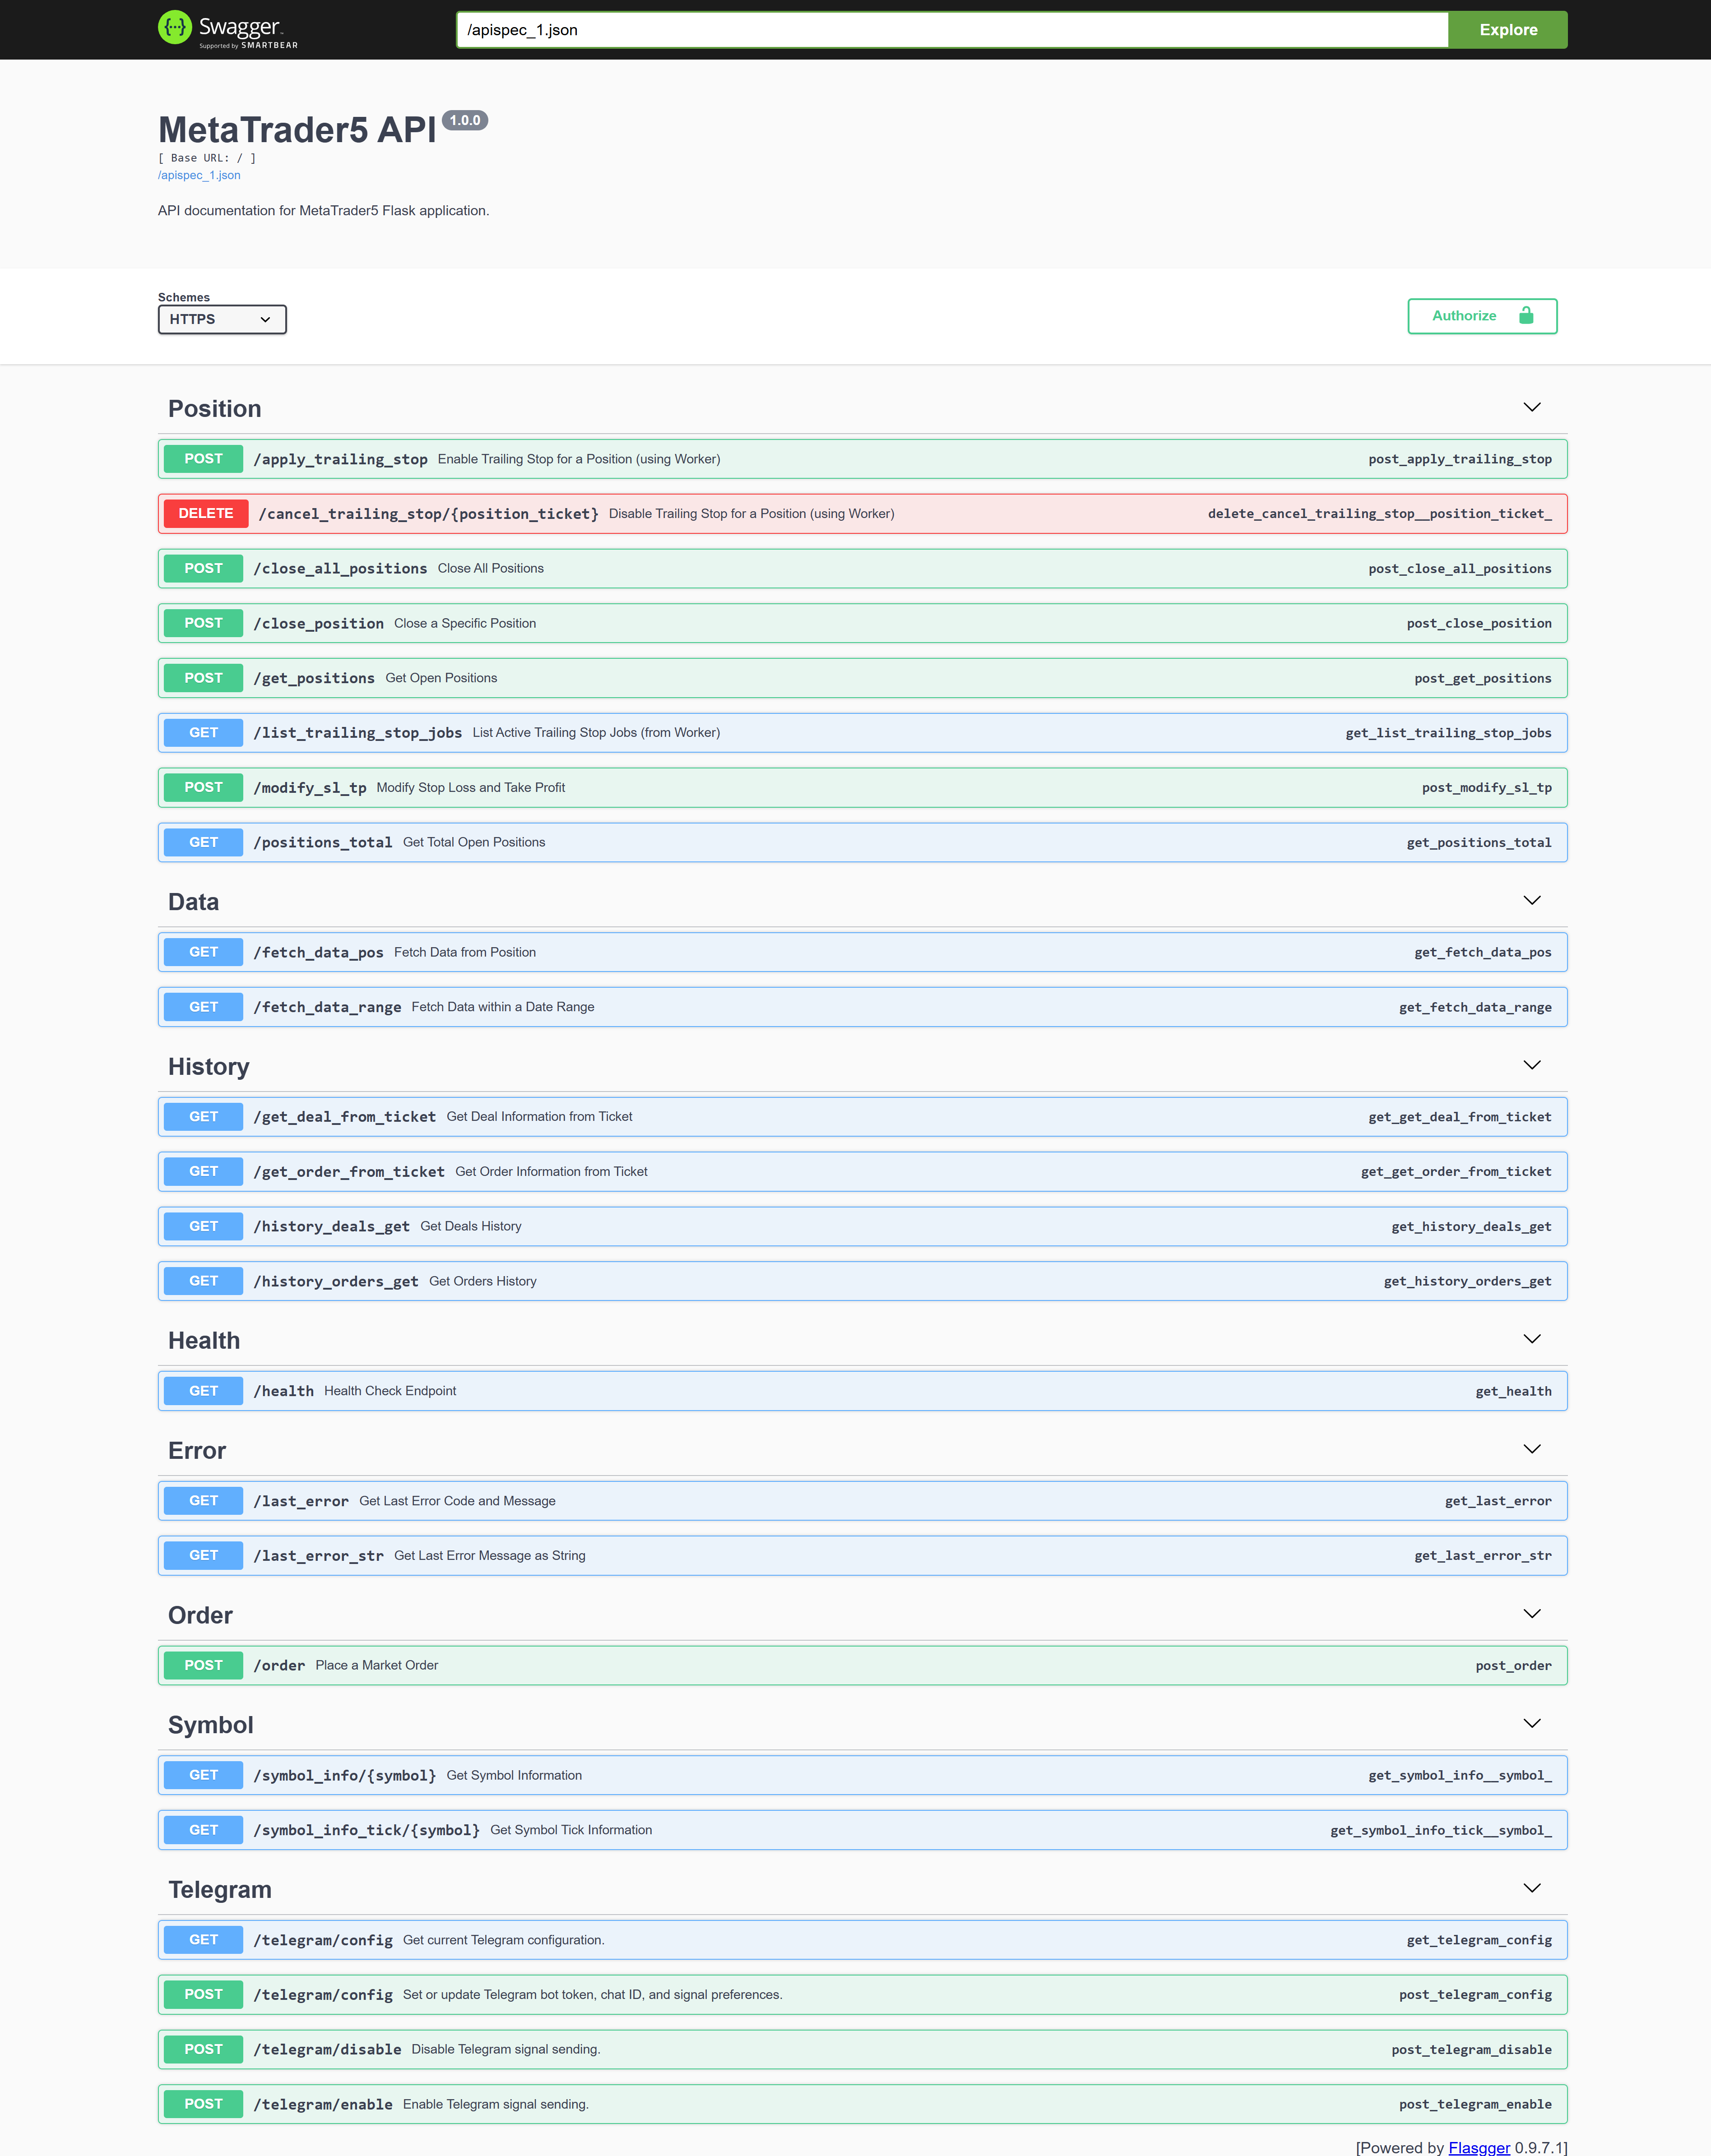 Swagger
Supported by SMARTBEAR
/apispec_1.json
Explore
MetaTrader5 API 1.0.0
[ Base URL: / ]
/apispec_1.json
API documentation for MetaTrader5 Flask application.
Schemes
HTTPS
Authorize
Position
POST /apply_trailing_stop Enable Trailing Stop for a Position (using Worker) post_apply_trailing_stop
DELETE /cancel_trailing_stop/{position_ticket} Disable Trailing Stop for a Position (using Worker) delete_cancel_trailing_stop__position_ticket_
POST /close_all_positions Close All Positions post_close_all_positions
POST /close_position Close a Specific Position post_close_position
POST /get_positions Get Open Positions post_get_positions
GET /list_trailing_stop_jobs List Active Trailing Stop Jobs (from Worker) get_list_trailing_stop_jobs
POST /modify_sl_tp Modify Stop Loss and Take Profit post_modify_sl_tp
GET /positions_total Get Total Open Positions get_positions_total
Data
GET /fetch_data_pos Fetch Data from Position get_fetch_data_pos
GET /fetch_data_range Fetch Data within a Date Range get_fetch_data_range
History
GET /get_deal_from_ticket Get Deal Information from Ticket get_get_deal_from_ticket
GET /get_order_from_ticket Get Order Information from Ticket get_get_order_from_ticket
GET /history_deals_get Get Deals History get_history_deals_get
GET /history_orders_get Get Orders History get_history_orders_get
Health
GET /health Health Check Endpoint get_health
Error
GET /last_error Get Last Error Code and Message get_last_error
GET /last_error_str Get Last Error Message as String get_last_error_str
Order
POST /order Place a Market Order post_order
Symbol
GET /symbol_info/{symbol} Get Symbol Information get_symbol_info__symbol_
GET /symbol_info_tick/{symbol} Get Symbol Tick Information get_symbol_info_tick__symbol_
Telegram
GET /telegram/config Get current Telegram configuration. get_telegram_config
POST /telegram/config Set or update Telegram bot token, chat ID, and signal preferences. post_telegram_config
POST /telegram/disable Disable Telegram signal sending. post_telegram_disable
POST /telegram/enable Enable Telegram signal sending. post_telegram_enable
[Powered by Flasgger 0.9.7.1]